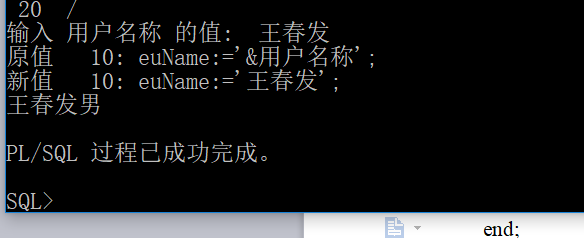 20 /
输入 用户名称 的值: 王春发
原值 10: euName:='&用户名称';
新值 10: euName:='王春发';
王春发男
PL/SQL 过程已成功完成。
SQL>
end;